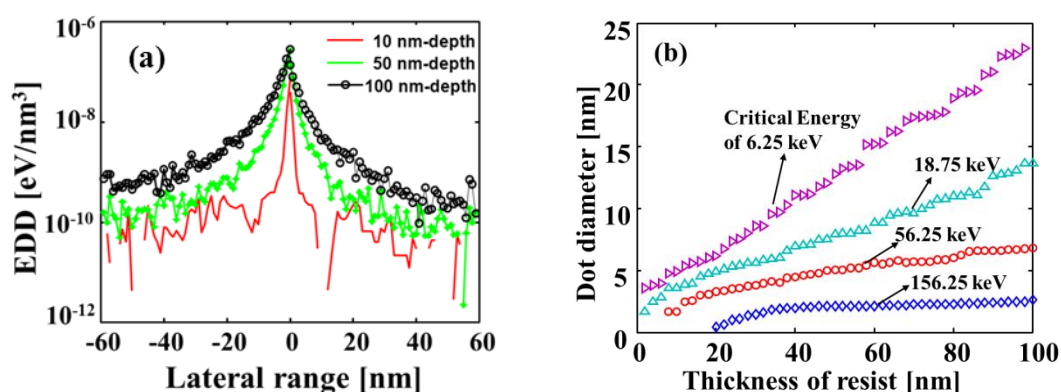 (a)
10 nm-depth
50 nm-depth
100 nm-depth
EDD [eV/nm³]
10⁻⁶
10⁻⁸
10⁻¹⁰
10⁻¹²
-60 -40 -20 0 20 40 60
Lateral range [nm]
(b)
Critical Energy
of 6.25 keV
18.75 keV
56.25 keV
156.25 keV
Dot diameter [nm]
25
20
15
10
5
0
0 20 40 60 80 100
Thickness of resist [nm]